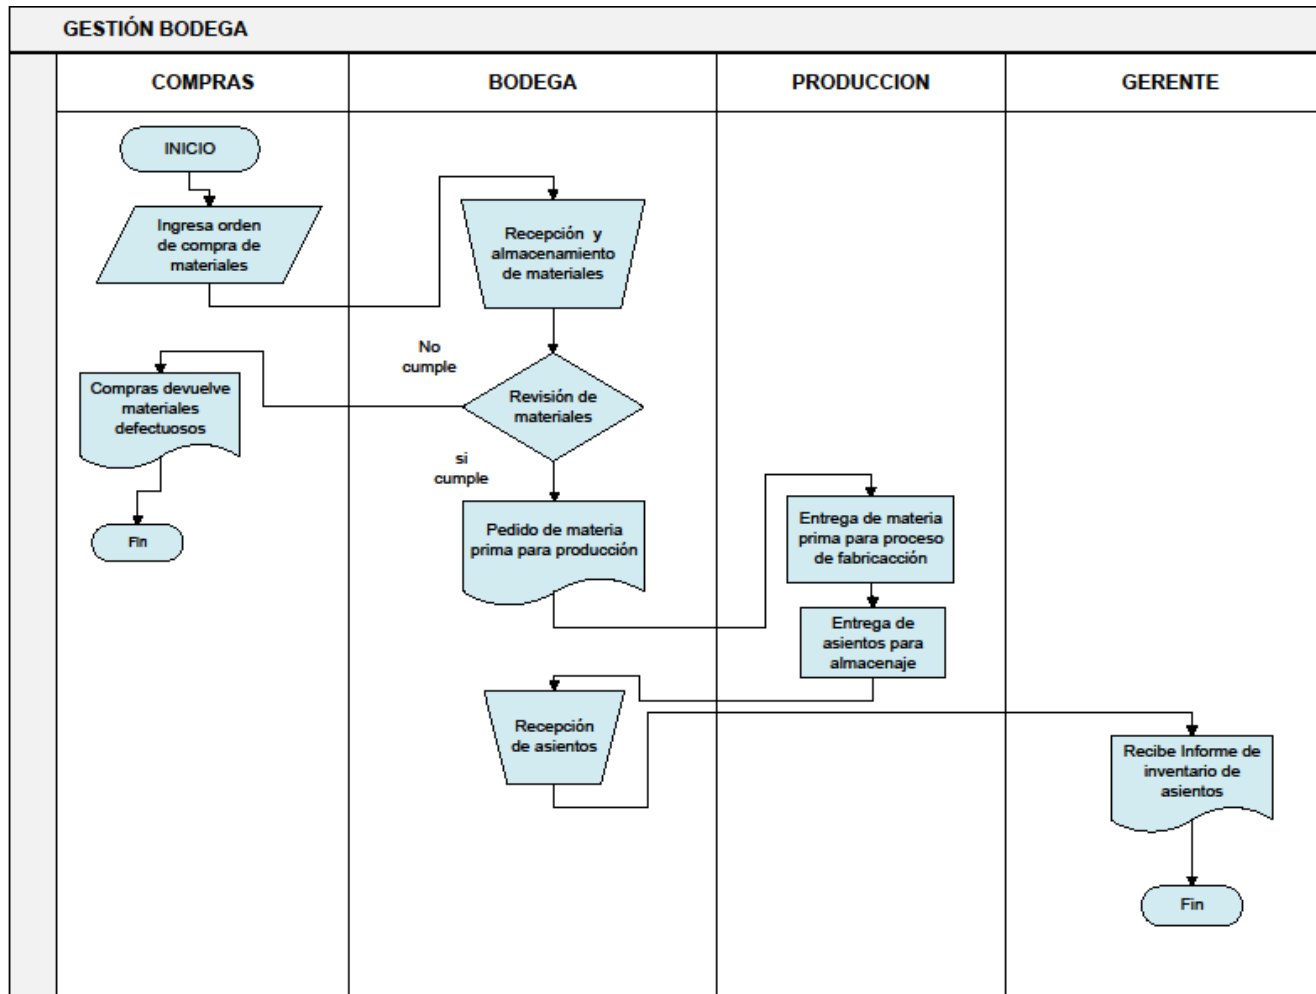 GESTIÓN BODEGA
COMPRAS
BODEGA
PRODUCCION
GERENTE
INICIO
Ingresa orden
de compra de
materiales
Recepción y
almacenamiento
de materiales
No
cumple
Revisión de
materiales
Compras devuelve
materiales
defectuosos
Fin
si
cumple
Pedido de materia
prima para producción
Entrega de materia
prima para proceso
de fabricacción
Entrega de
asientos para
almacenaje
Recepción
de asientos
Recibe Informe de
inventario de
asientos
Fin